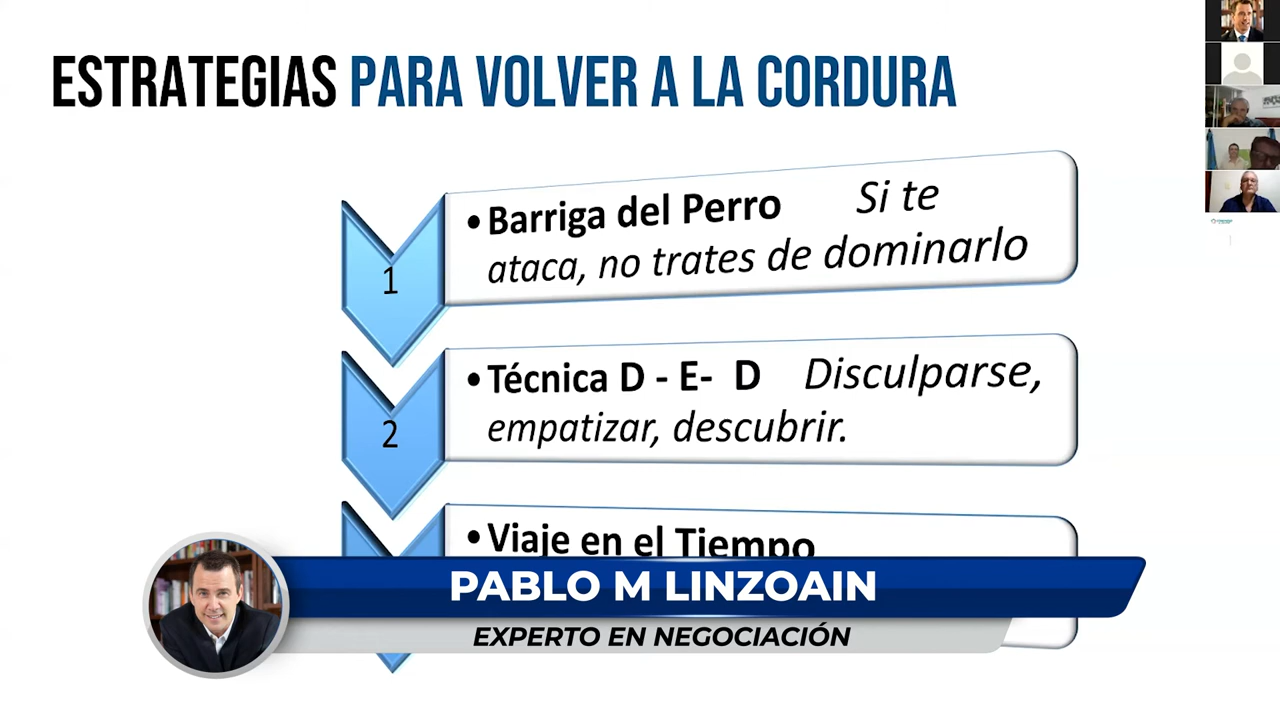 ESTRATEGIAS PARA VOLVER A LA CORDURA
1
•Barriga del Perro Si te
ataca, no trates de dominarlo
2
•Técnica D - E- D Disculparse,
empatizar, descubrir.
•Viaje en el Tiempo
PABLO M LINZOAIN
EXPERTO EN NEGOCIACIÓN